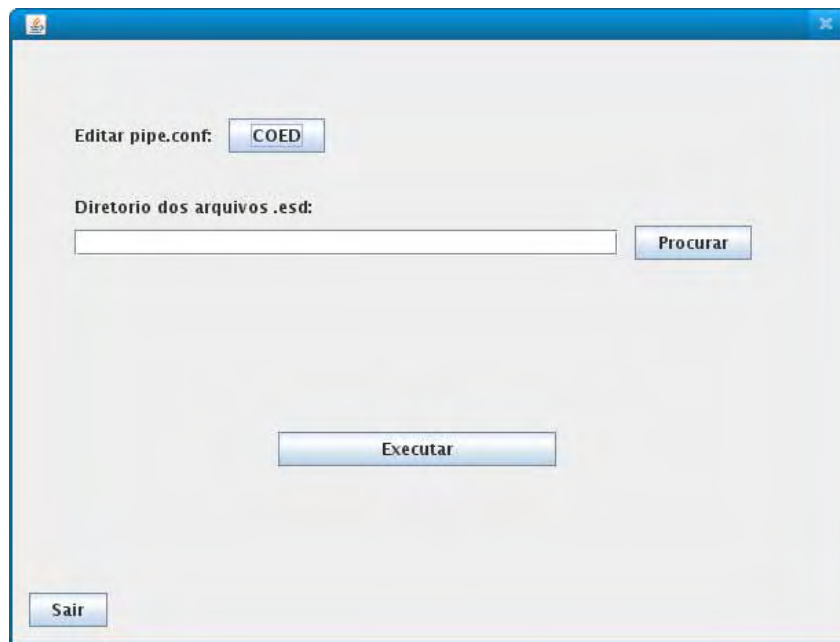 Editar pipe.conf: COED
Diretorio dos arquivos .esd:
Procurar
Executar
Sair